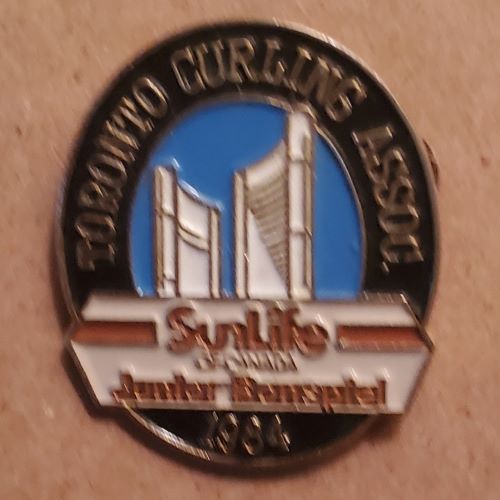 TORONTO CURLING ASSOC.
SunLife
OF CANADA
Junior Bonspiel
1984